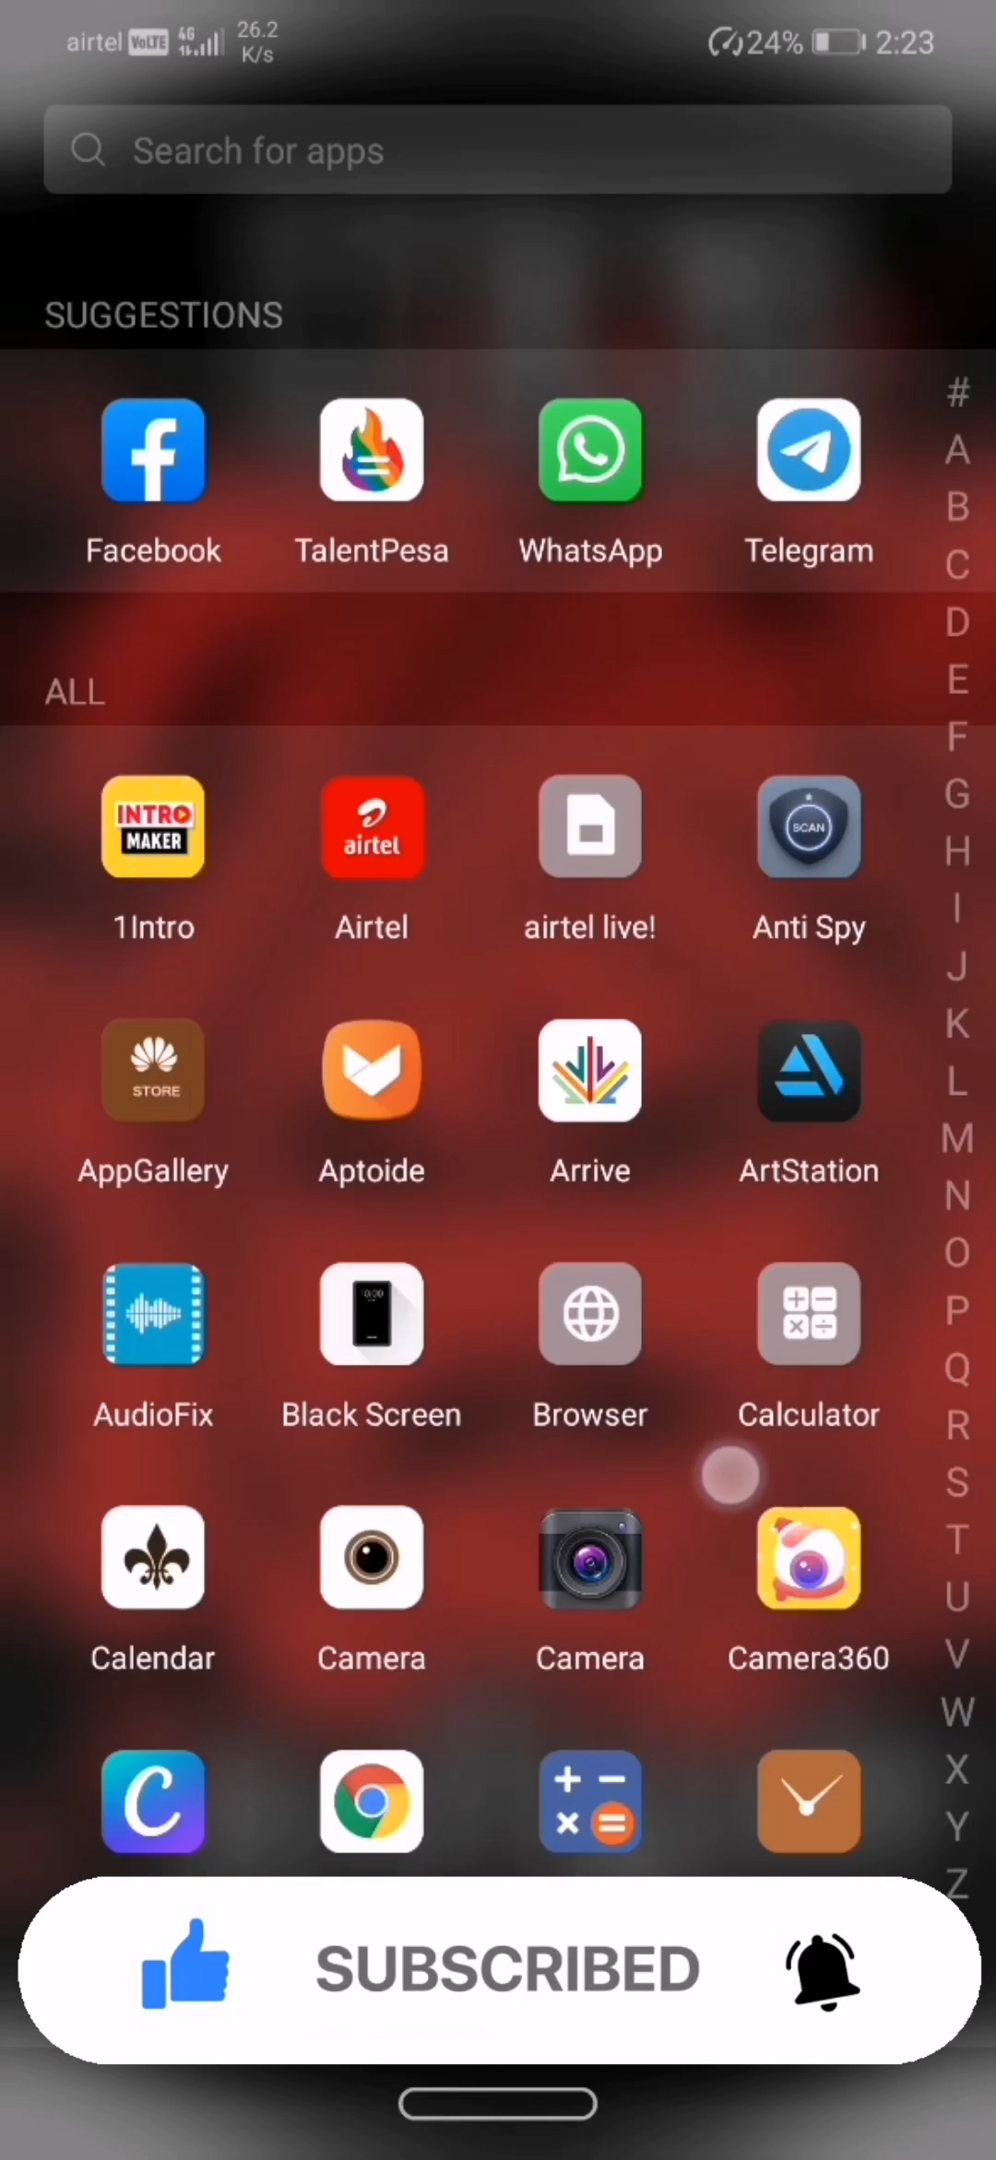 airtel VoLTE 4G 26.2 K/s 24% 2:23
Search for apps
SUGGESTIONS
Facebook TalentPesa WhatsApp Telegram
ALL
INTRO MAKER airtel SCAN
1Intro Airtel airtel live! Anti Spy
STORE
AppGallery Aptoide Arrive ArtStation
10:00
AudioFix Black Screen Browser Calculator
Calendar Camera Camera Camera360
#
A
B
C
D
E
F
G
H
I
J
K
L
M
N
O
P
Q
R
S
T
U
V
W
X
Y
Z
SUBSCRIBED